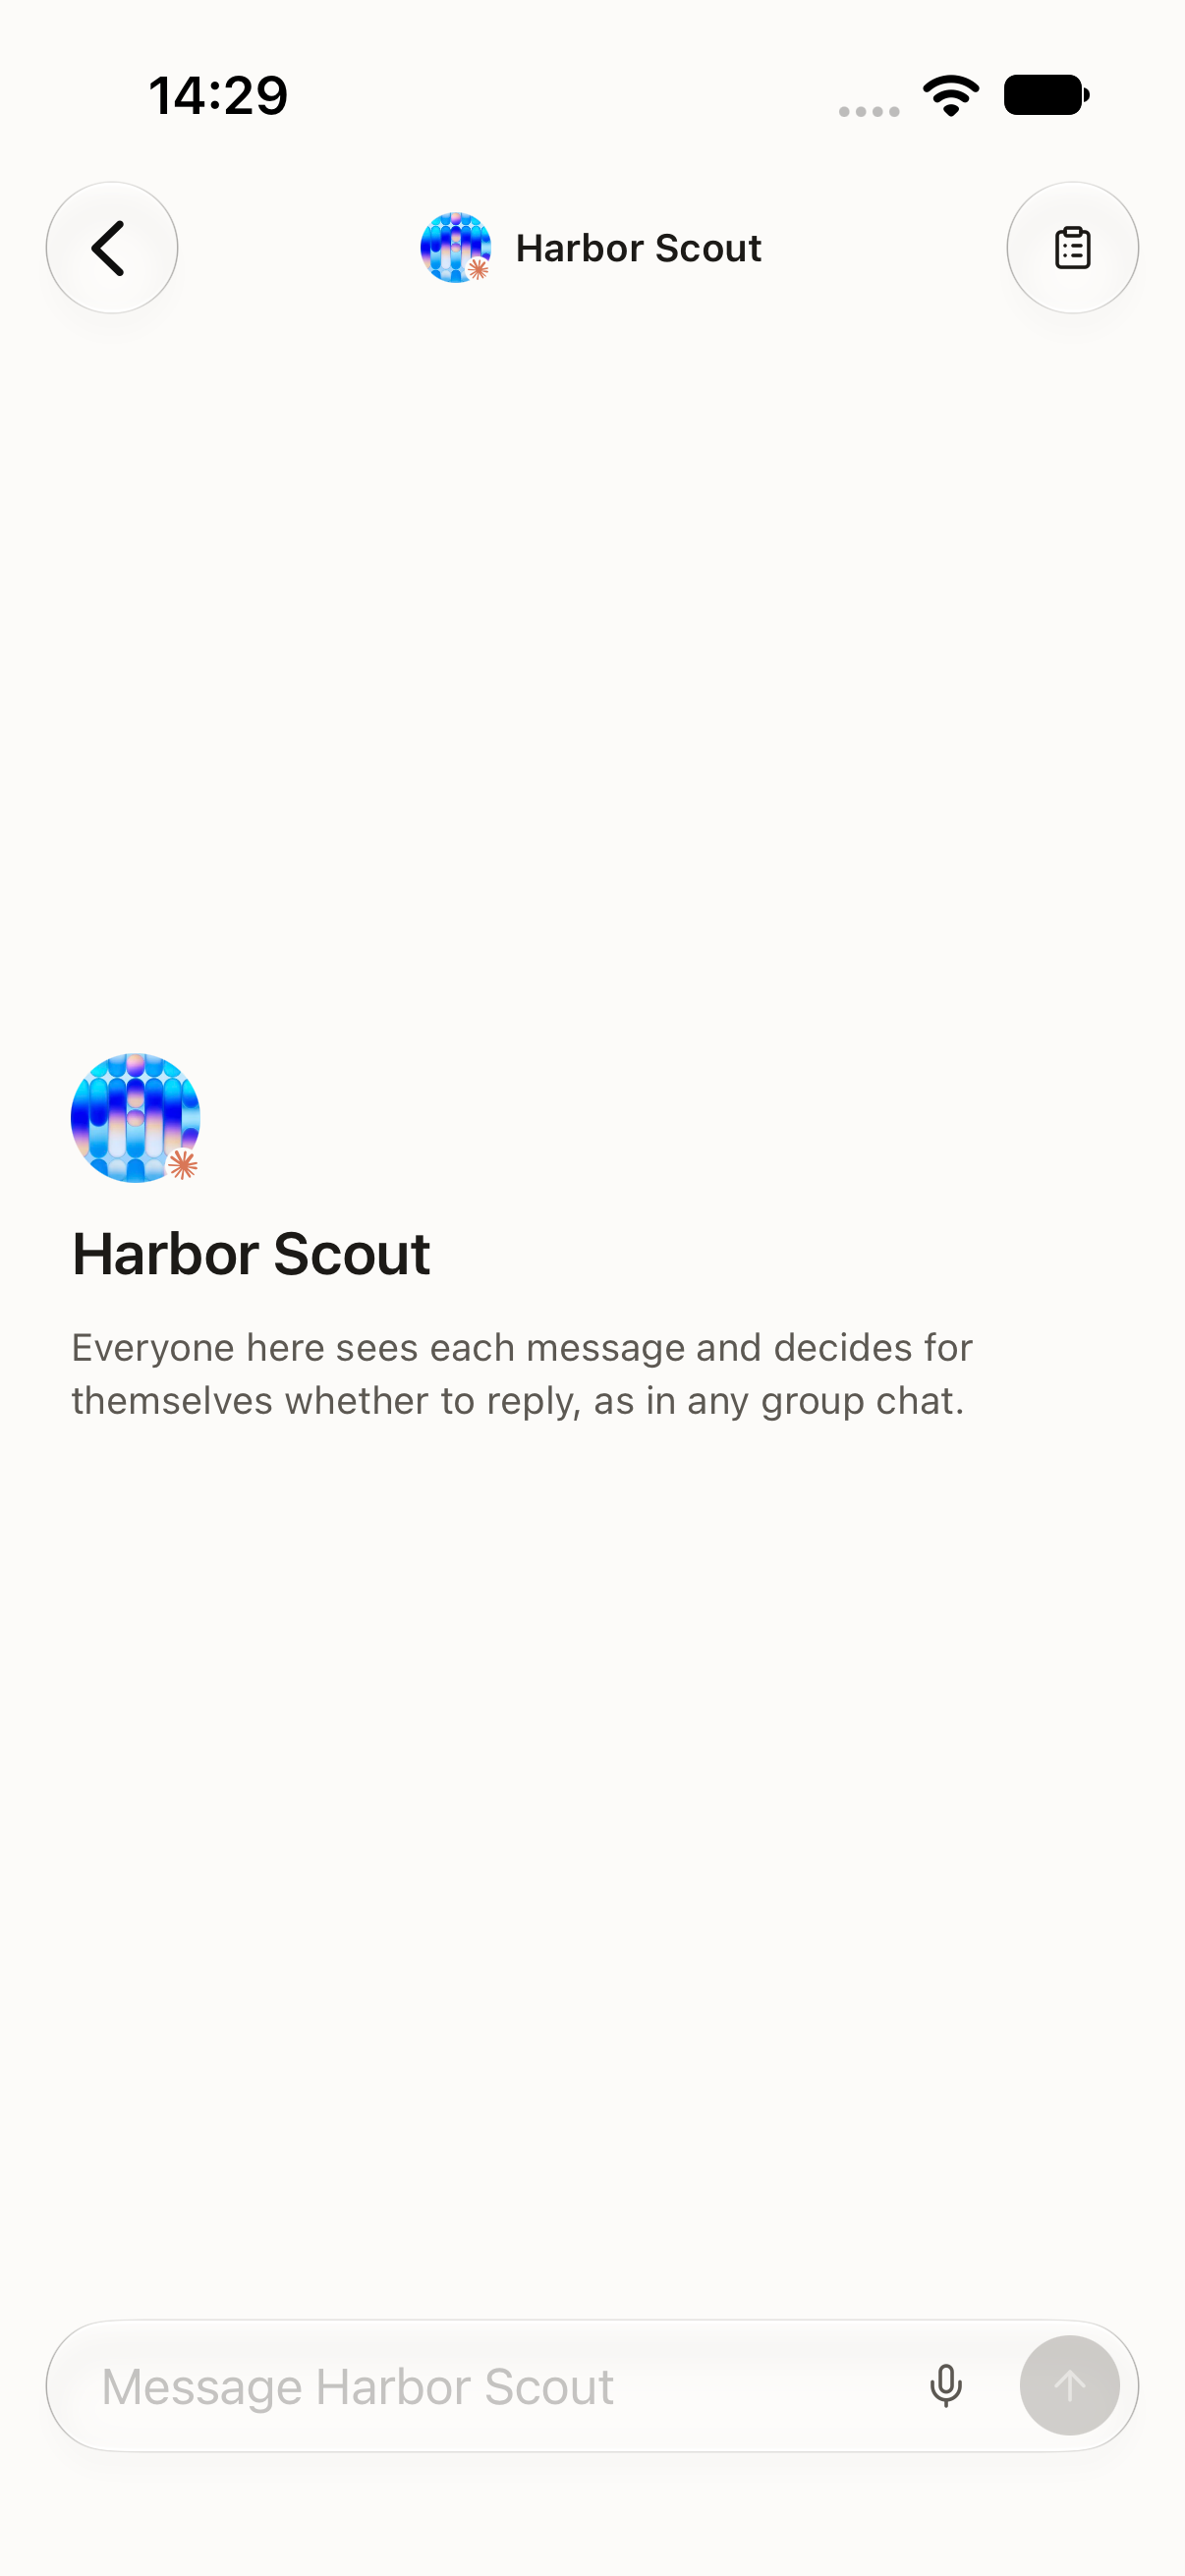 14:29
Harbor Scout
Harbor Scout
Everyone here sees each message and decides for
themselves whether to reply, as in any group chat.
Message Harbor Scout